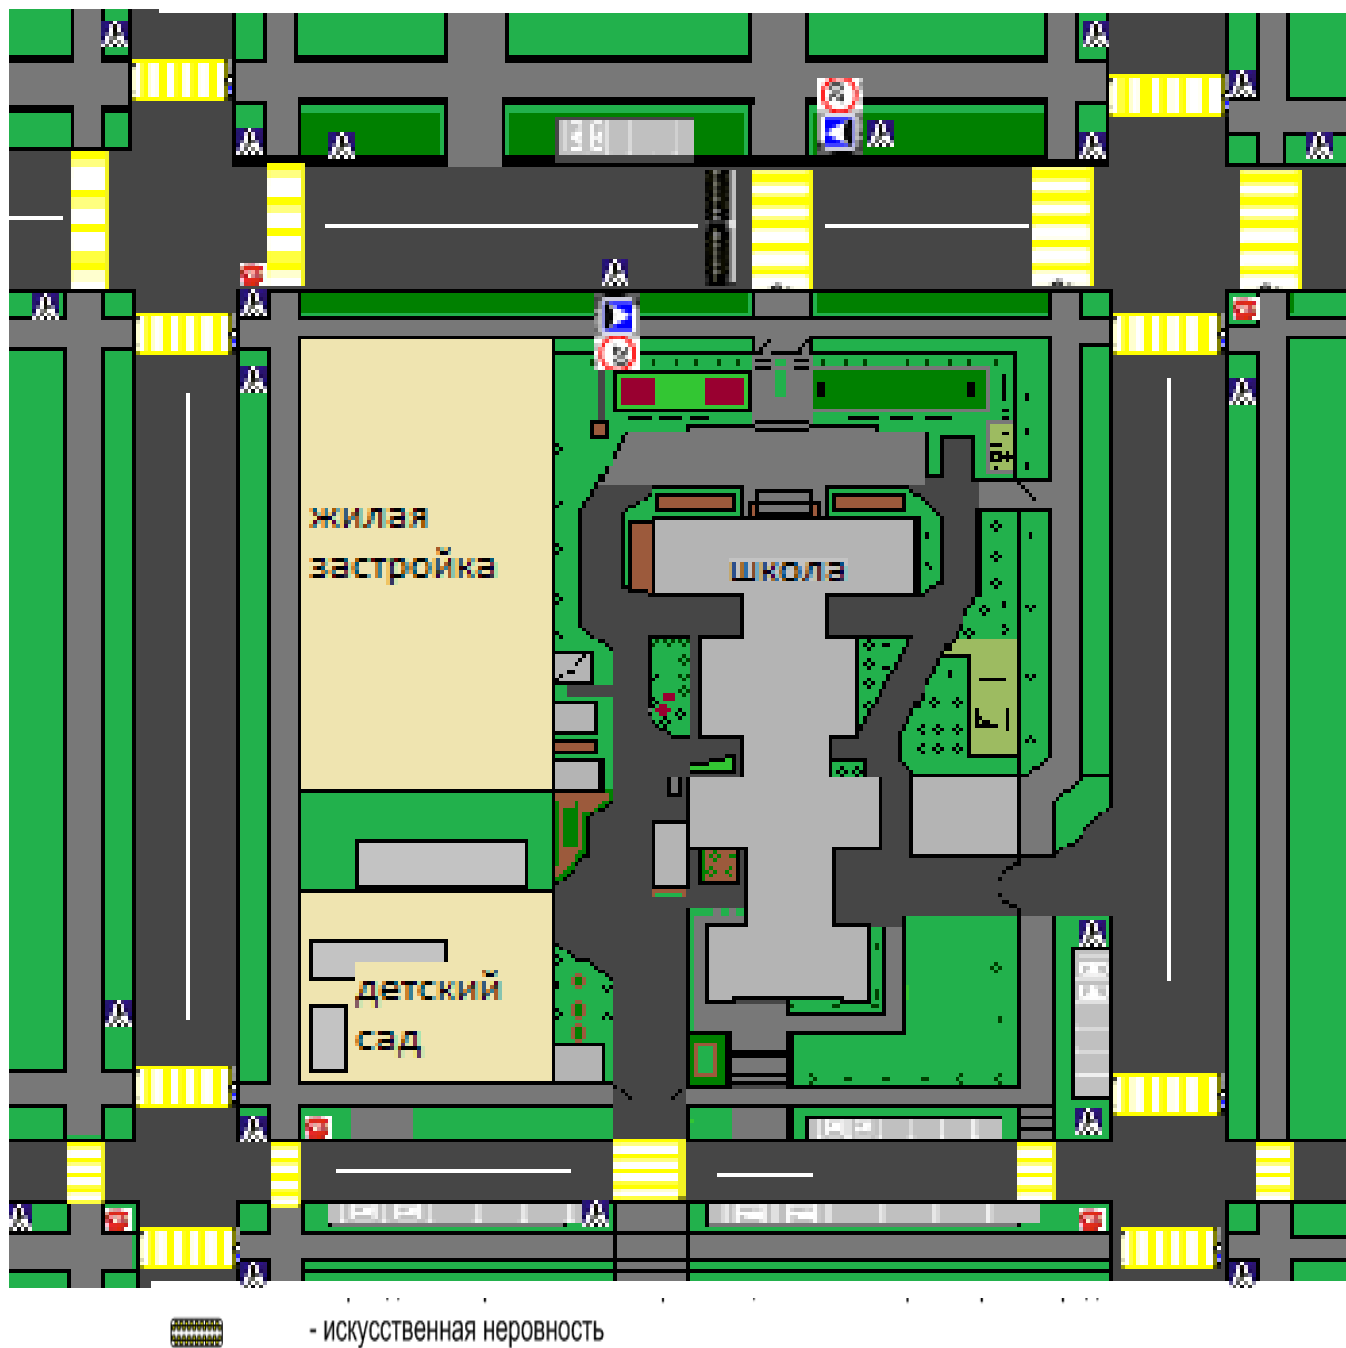 жилая
застройка
школа
детский
сад
- искусственная неровность